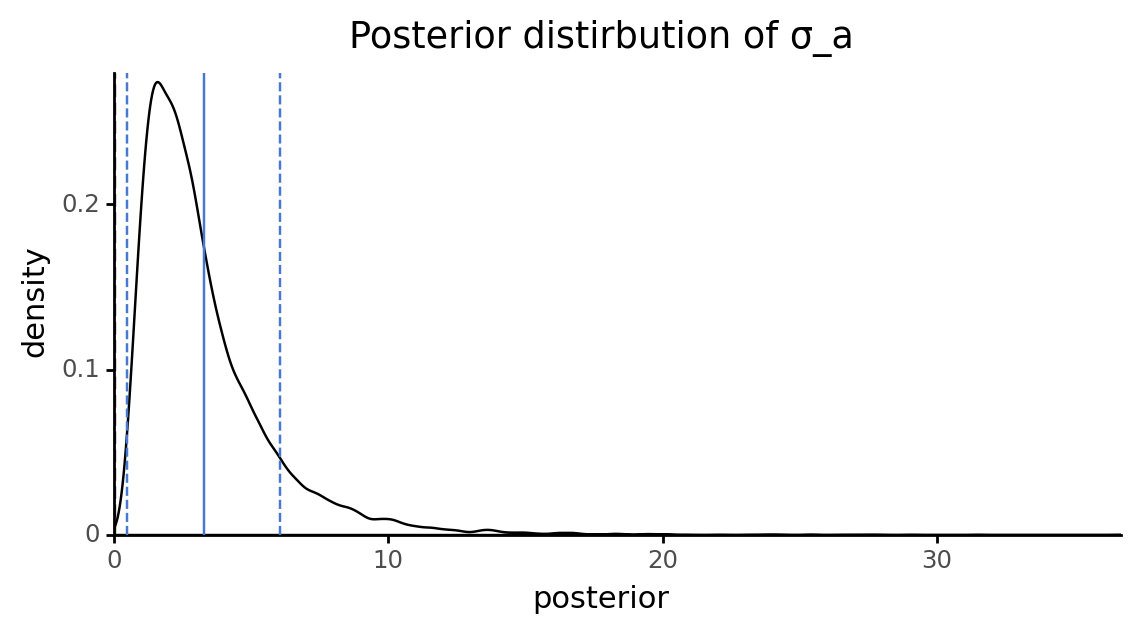 Posterior distirbution of σ_a
density
0.2
0.1
0
0 10 20 30
posterior